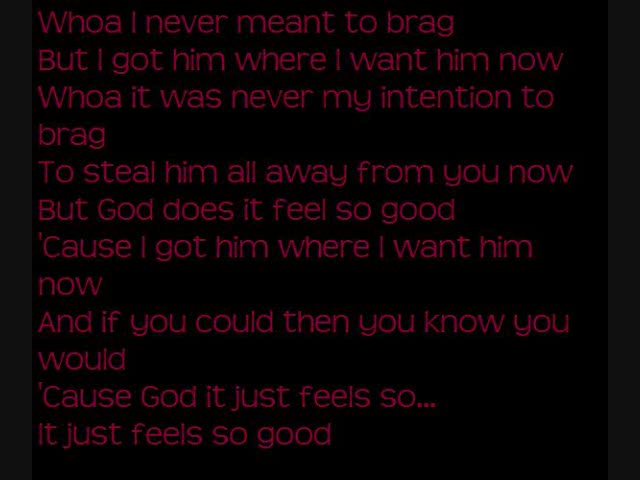 Whoa I never meant to brag
But I got him where I want him now
Whoa it was never my intention to
brag
To steal him all away from you now
But God does it feel so good
'Cause I got him where I want him
now
And if you could then you know you
would
'Cause God it just feels so...
It just feels so good